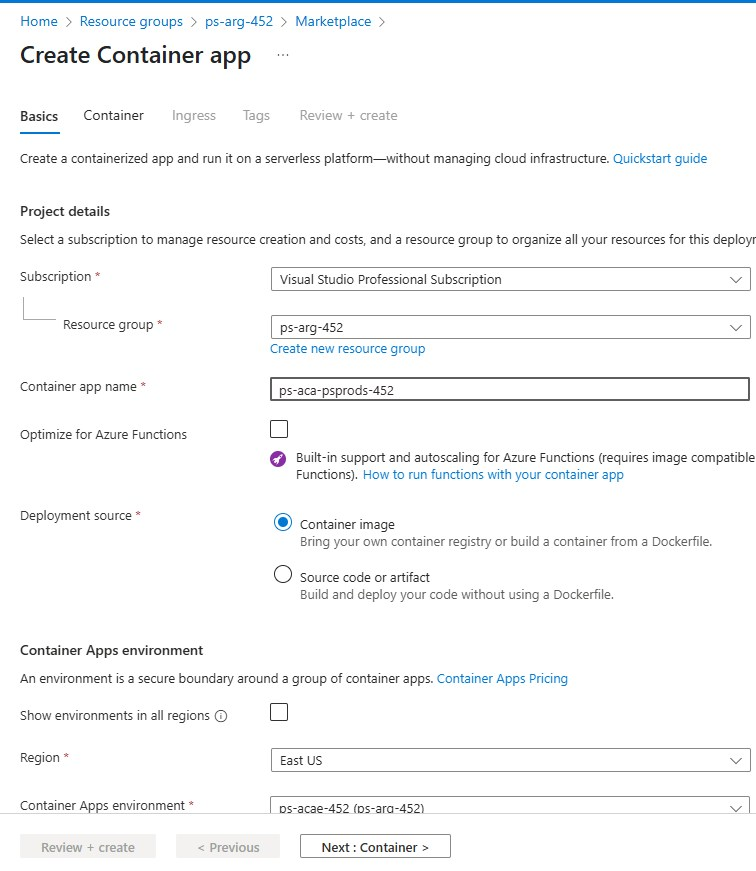 Home > Resource groups > ps-arg-452 > Marketplace >
Create Container app ...
Basics Container Ingress Tags Review + create
Create a containerized app and run it on a serverless platform—without managing cloud infrastructure. Quickstart guide
Project details
Select a subscription to manage resource creation and costs, and a resource group to organize all your resources for this
Subscription *
Visual Studio Professional Subscription
Resource group *
ps-arg-452
Create new resource group
Container app name *
ps-aca-psprods-452
Optimize for Azure Functions
Built-in support and autoscaling for Azure Functions (requires image compatible
Functions). How to run functions with your container app
Deployment source *
Container image
Bring your own container registry or build a container from a Dockerfile.
Source code or artifact
Build and deploy your code without using a Dockerfile.
Container Apps environment
An environment is a secure boundary around a group of container apps. Container Apps Pricing
Show environments in all regions
Region *
East US
Container Apps environment *
ps-acae-452 (ps-arg-452)
Review + create < Previous Next : Container >